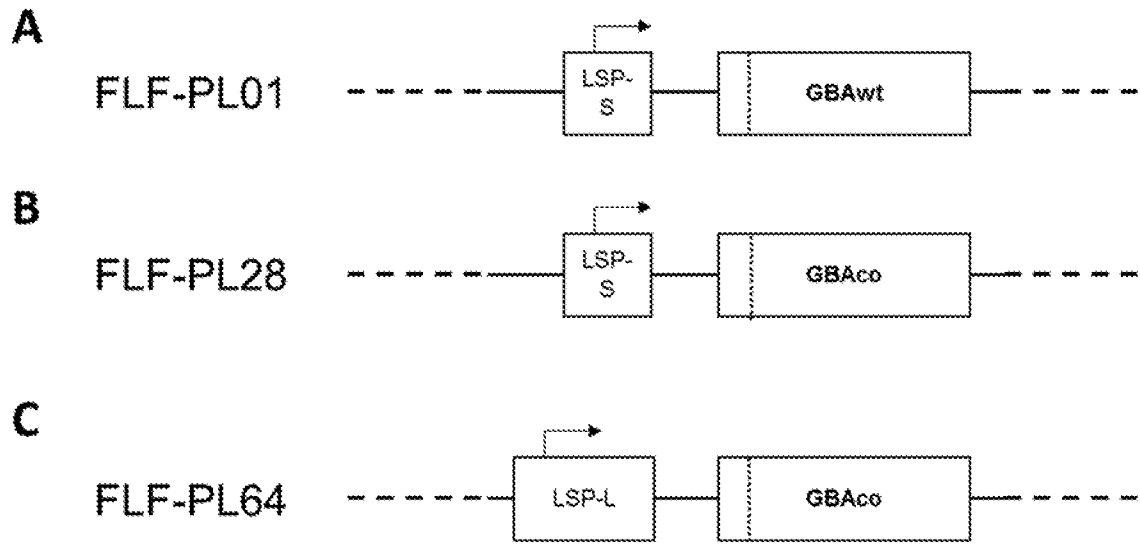 A
FLF-PL01
LSP-
S
GBAwt
B
FLF-PL28
LSP-
S
GBAco
C
FLF-PL64
LSP-L
GBAco